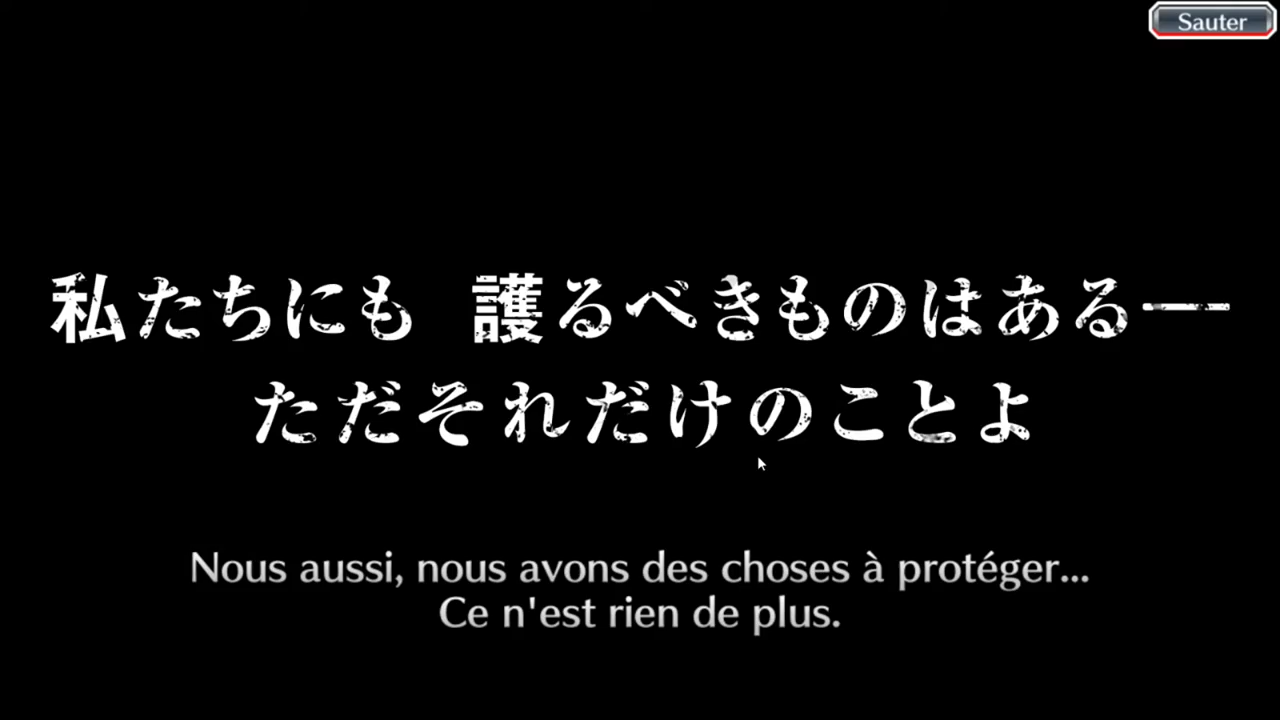 Sauter
私たちにも 護るべきものはある――
ただそれだけのことよ
Nous aussi, nous avons des choses à protéger...
Ce n'est rien de plus.